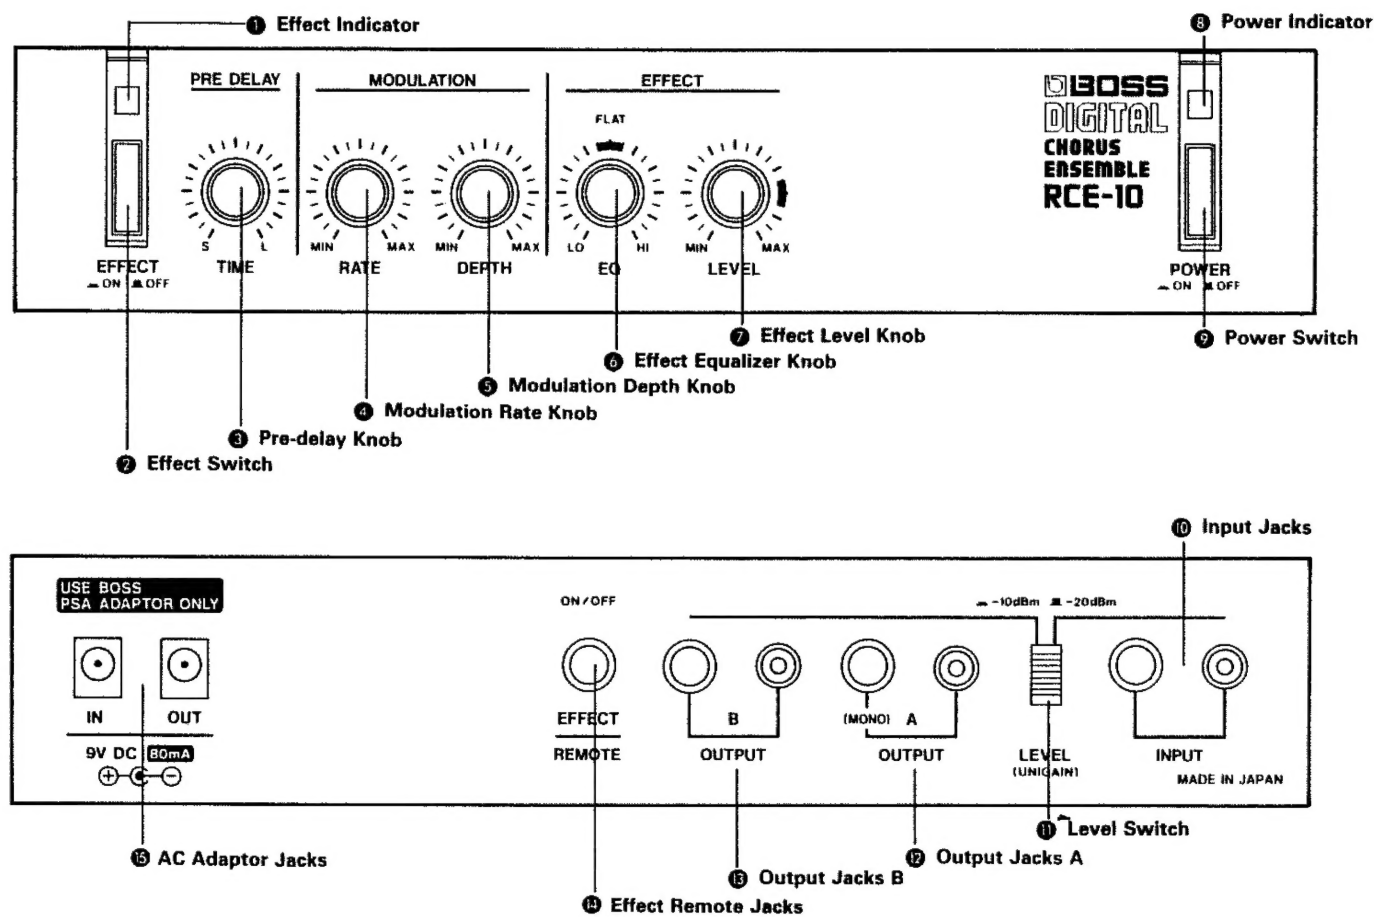 ❶ Effect Indicator
❽ Power Indicator
PRE DELAY
MODULATION
EFFECT
FLAT
BOSS
DIGITAL
CHORUS
ENSEMBLE
RCE-10
S L
MIN MAX
MIN MAX
LO HI
MIN MAX
EFFECT
ON OFF
TIME
RATE
DEPTH
EQ
LEVEL
POWER
ON OFF
❼ Effect Level Knob
❾ Power Switch
❻ Effect Equalizer Knob
❺ Modulation Depth Knob
❹ Modulation Rate Knob
❸ Pre-delay Knob
❷ Effect Switch
❿ Input Jacks
USE BOSS
PSA ADAPTOR ONLY
ON/OFF
-10dBm -20dBm
IN OUT
9V DC 80mA
+ −
EFFECT
REMOTE
B
OUTPUT
(MONO) A
OUTPUT
LEVEL
(UNIGAIN)
INPUT
MADE IN JAPAN
⓫ Level Switch
⓯ AC Adaptor Jacks
⓬ Output Jacks A
⓭ Output Jacks B
⓮ Effect Remote Jacks